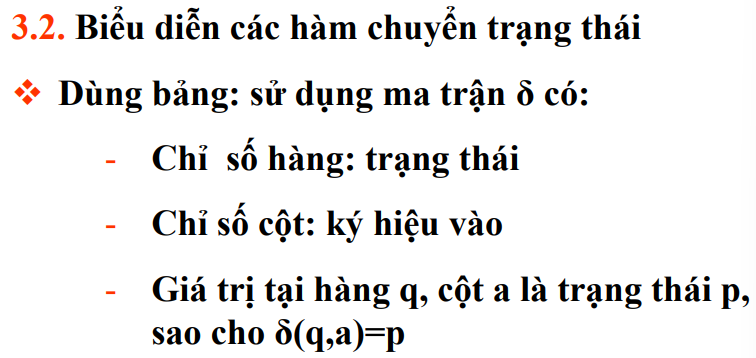 3.2. Biểu diễn các hàm chuyển trạng thái
❖ Dùng bảng: sử dụng ma trận δ có:
- Chỉ số hàng: trạng thái
- Chỉ số cột: ký hiệu vào
- Giá trị tại hàng q, cột a là trạng thái p,
sao cho δ(q,a)=p